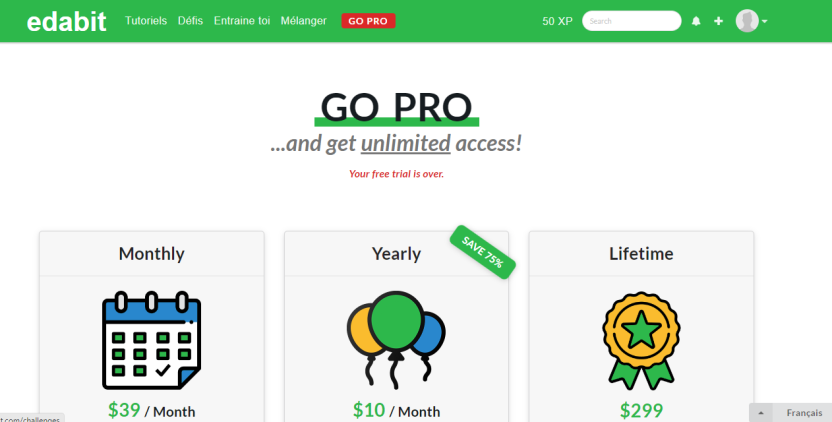 edabit Tutoriels Défis Entraine toi Mélanger GO PRO 50 XP Search
GO PRO
...and get unlimited access!
Your free trial is over.
Monthly
Yearly
SAVE 75%
Lifetime
$39 / Month
$10 / Month
$299
t.com/challenges
Français